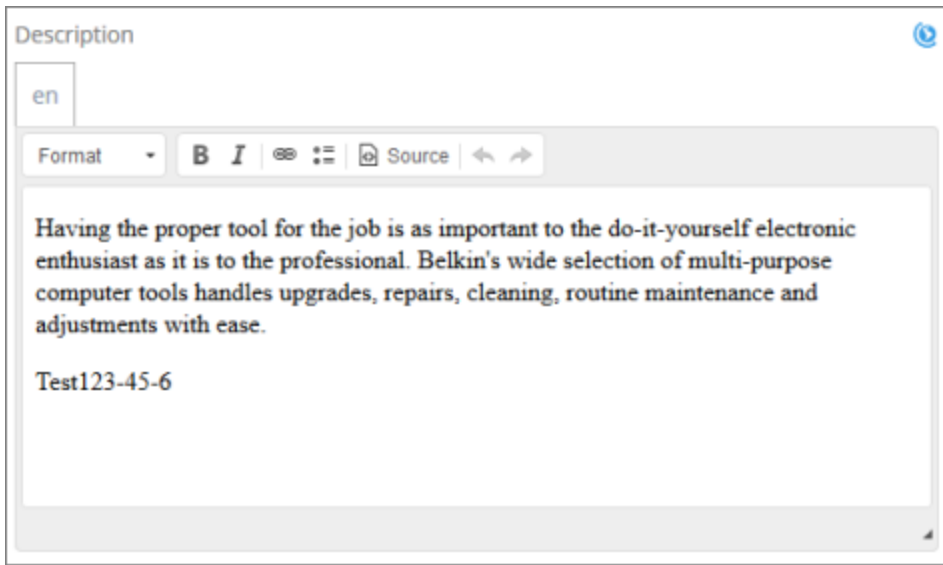 Description
en
Format B I Source
Having the proper tool for the job is as important to the do-it-yourself electronic
enthusiast as it is to the professional. Belkin's wide selection of multi-purpose
computer tools handles upgrades, repairs, cleaning, routine maintenance and
adjustments with ease.
Test123-45-6